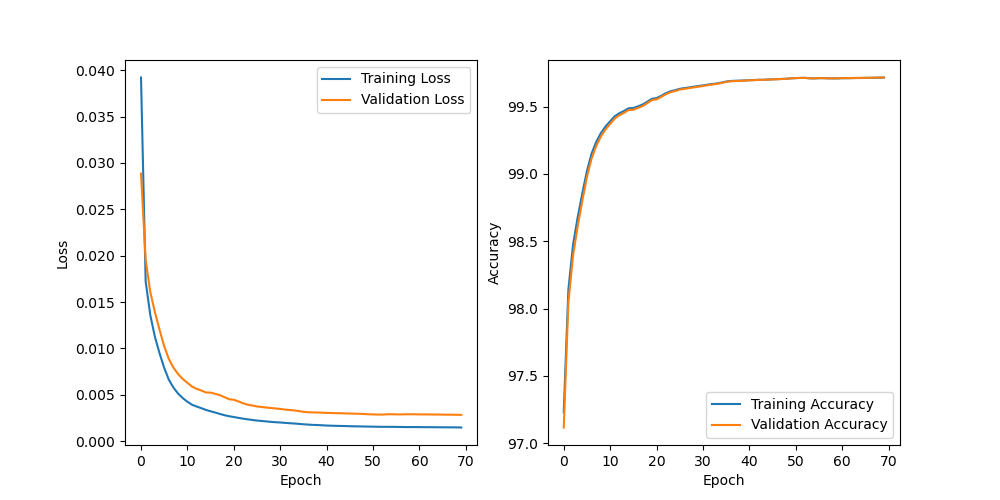 0.040
0.035
0.030
0.025
0.020
0.015
0.010
0.005
0.000
Loss
0 10 20 30 40 50 60 70
Epoch
Training Loss
Validation Loss
99.5
99.0
98.5
98.0
97.5
97.0
Accuracy
0 10 20 30 40 50 60 70
Epoch
Training Accuracy
Validation Accuracy